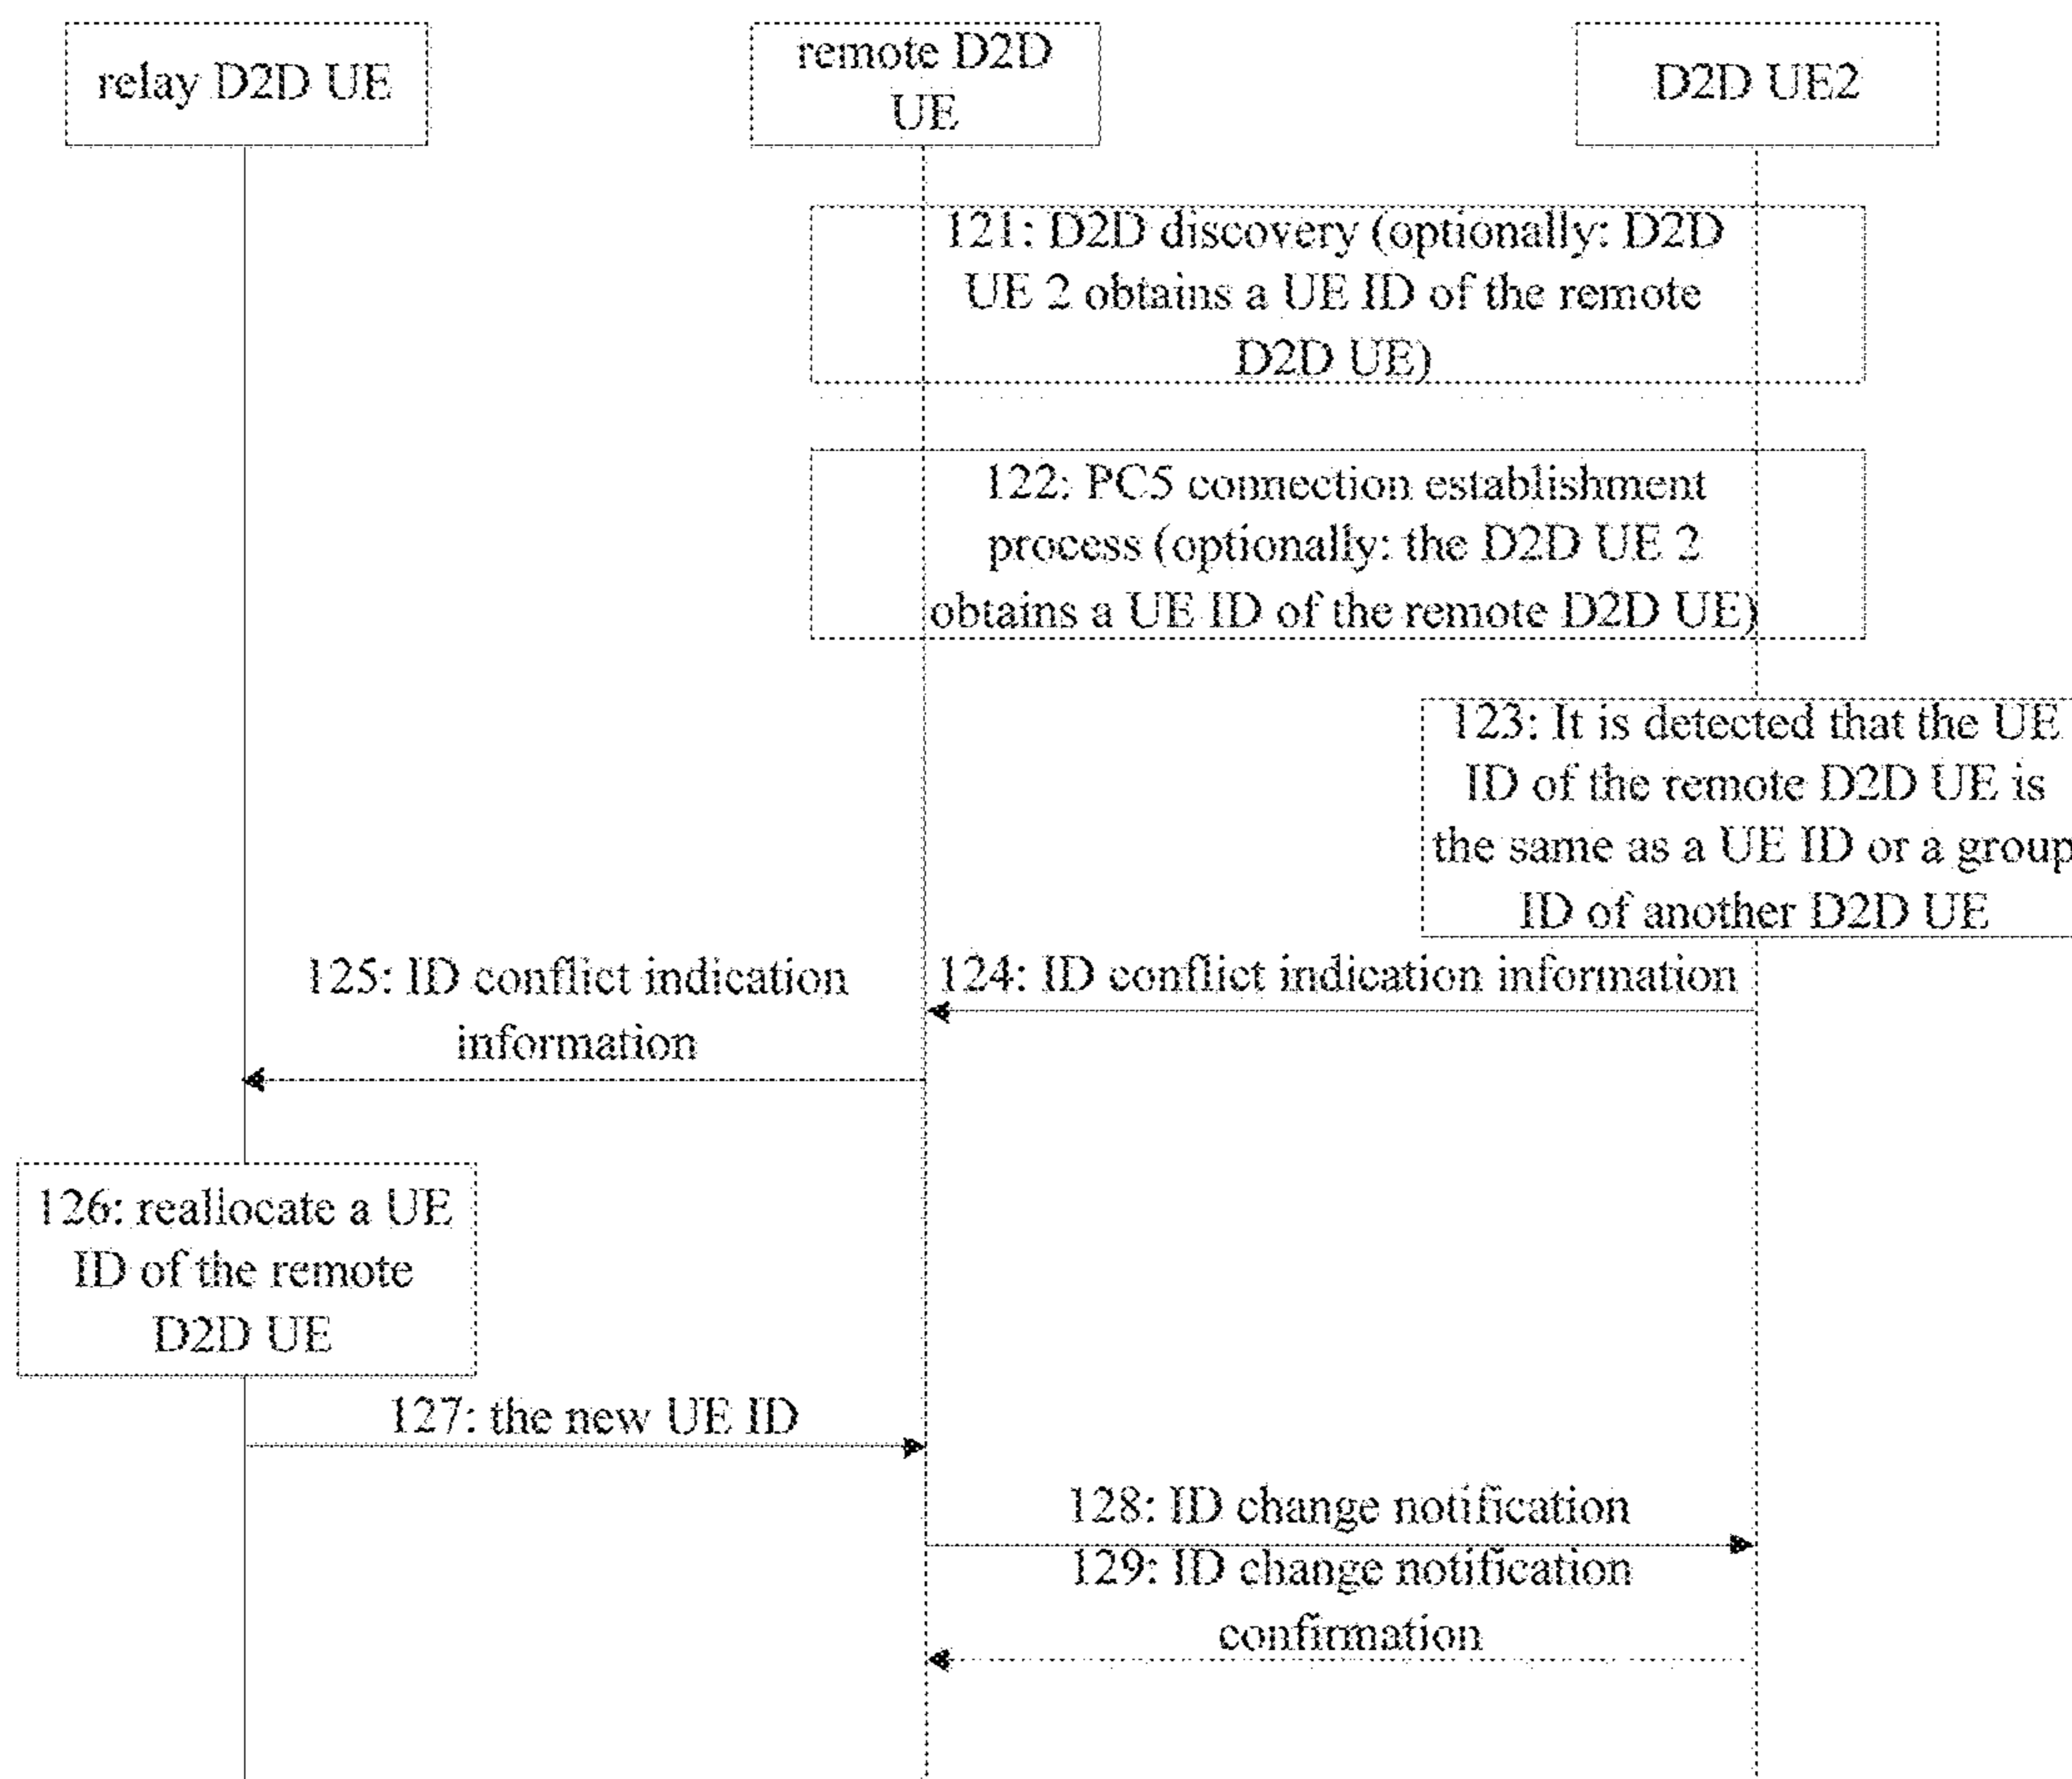 relay D2D UE
remote D2D
UE
D2D UE2
121: D2D discovery (optionally: D2D
UE 2 obtains a UE ID of the remote
D2D UE)
122: PC5 connection establishment
process (optionally: the D2D UE 2
obtains a UE ID of the remote D2D UE)
123: It is detected that the UE
ID of the remote D2D UE is
the same as a UE ID or a group
ID of another D2D UE
124: ID conflict indication information
125: ID conflict indication
information
126: reallocate a UE
ID of the remote
D2D UE
127: the new UE ID
128: ID change notification
129: ID change notification
confirmation